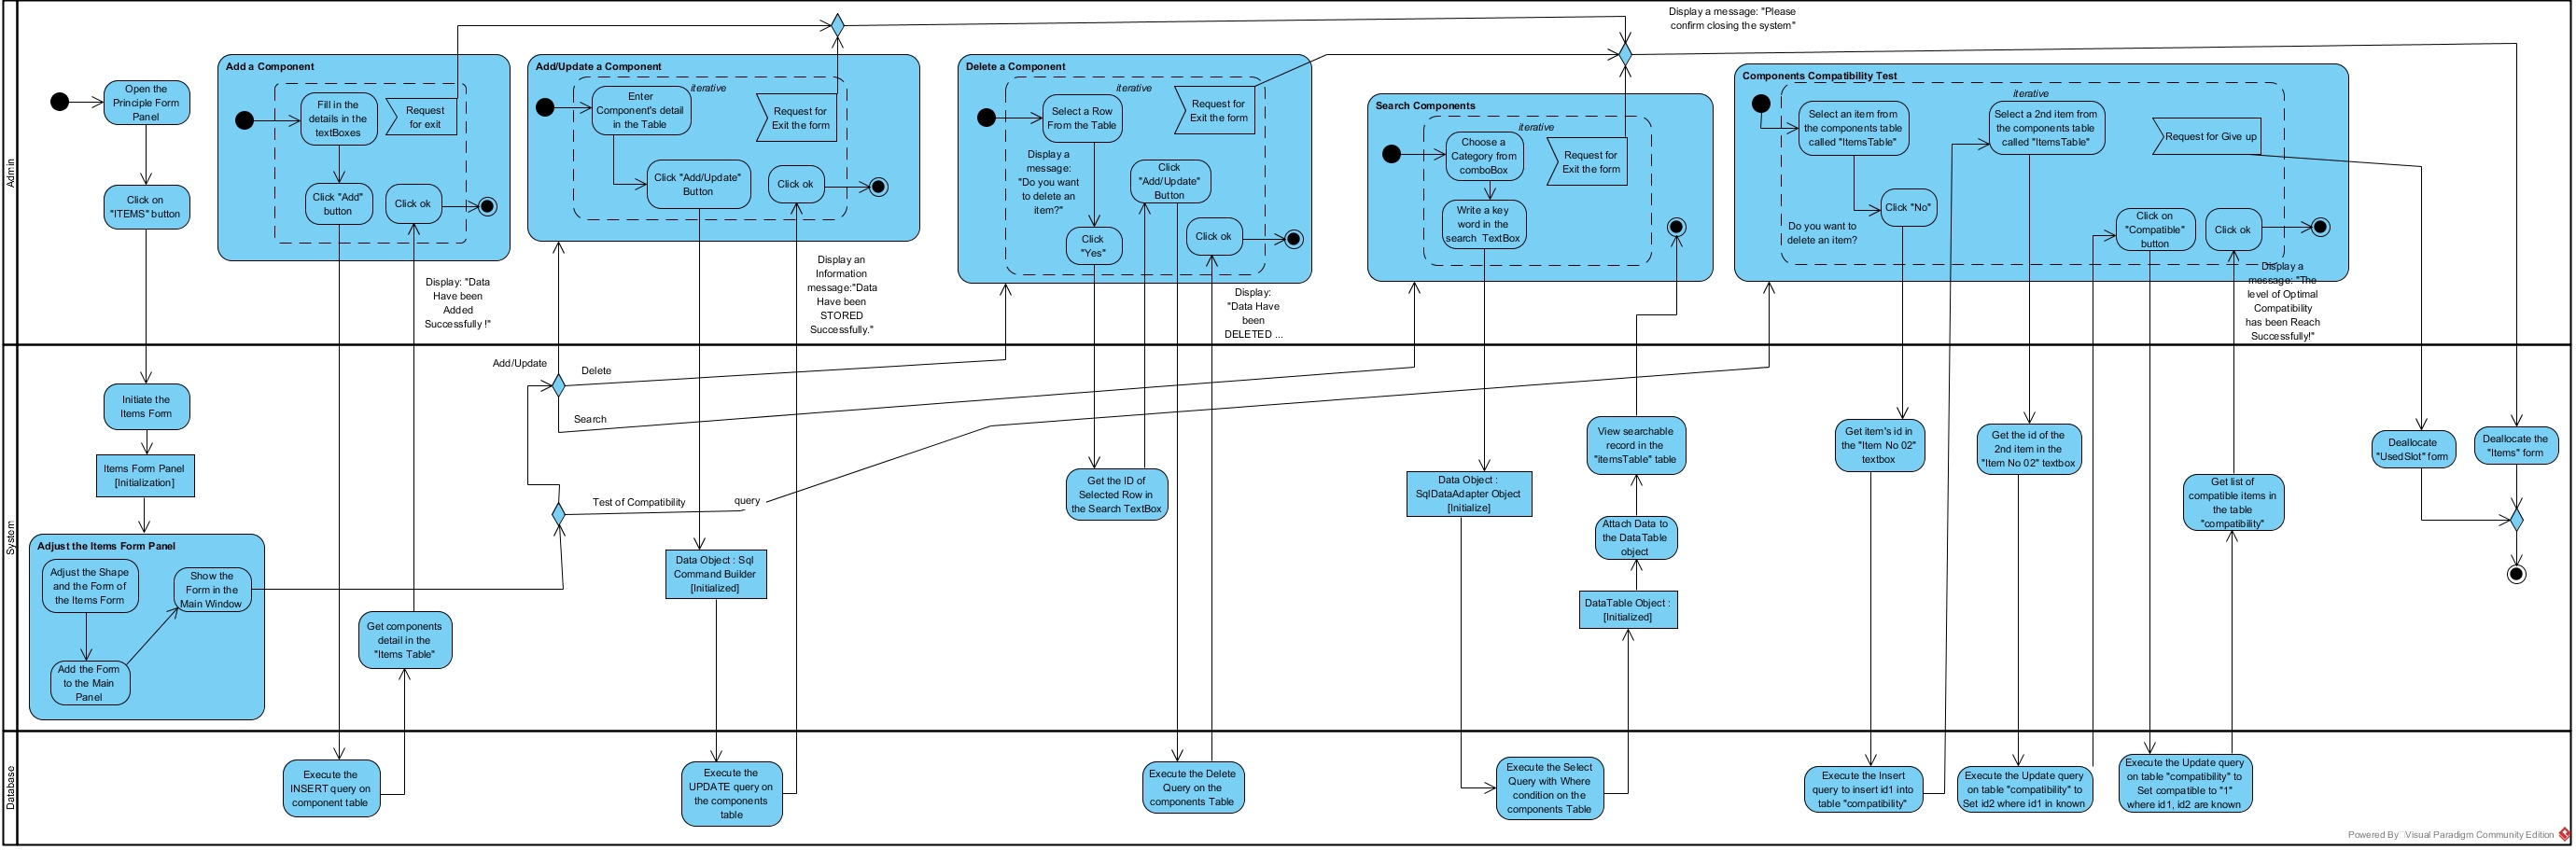 Display a message: "Please
confirm closing the system"
Admin
Open the
Principle Form
Panel
Click on
"ITEMS" button
Add a Component
Fill in the
details in the
textBoxes
Request
for exit
Click "Add"
button
Click ok
Display: "Data
Have been
Added
Successfully !"
Add/Update a Component
iterative
Enter
Component's detail
in the Table
Request for
Exit the form
Click "Add/Update"
Button
Click ok
Display an
Information
message:"Data
Have been
STORED
Successfully."
Delete a Component
iterative
Select a Row
From the Table
Request for
Exit the form
Display a
message:
"Do you want
to delete an
item?"
Click
"Add/Update"
Button
Click
"Yes"
Click ok
Display:
"Data Have
been
DELETED ...
Search Components
iterative
Choose a
Category from
comboBox
Request for
Exit the form
Write a key
word in the
search TextBox
Components Compatibility Test
iterative
Select an item from
the components table
called "ItemsTable"
Select a 2nd item from
the components table
called "ItemsTable"
Request for Give up
Click "No"
Do you want to
delete an item?
Click on
"Compatible"
button
Click ok
Display a
message: "The
level of Optimal
Compatibility
has been Reach
Successfully!"
System
Initiate the
Items Form
Items Form Panel
[Initialization]
Adjust the Items Form Panel
Adjust the Shape
and the Form of
the Items Form
Show the
Form in the
Main Window
Add the Form
to the Main
Panel
Get components
detail in the
"Items Table"
Add/Update
Delete
Search
Test of Compatibility
query
Data Object : Sql
Command Builder
[Initialized]
Get the ID of
Selected Row in
the Search TextBox
Data Object :
SqlDataAdapter Object
[Initialize]
View searchable
record in the
"itemsTable" table
Attach Data to
the DataTable
object
DataTable Object :
[Initialized]
Get item's id in
the "Item No 02"
textbox
Get the id of the
2nd item in the
"Item No 02" textbox
Get list of
compatible items in
the table
"compatibility"
Deallocate
"UsedSlot" form
Deallocate the
"Items" form
Database
Execute the
INSERT query on
component table
Execute the
UPDATE query on
the components
table
Execute the Delete
Query on the
components Table
Execute the Select
Query with Where
condition on the
components Table
Execute the Insert
query to insert id1 into
table "compatibility"
Execute the Update query
on table "compatibility" to
Set id2 where id1 in known
Execute the Update query
on table "compatibility" to
Set compatible to "1"
where id1, id2 are known
Powered By Visual Paradigm Community Edition